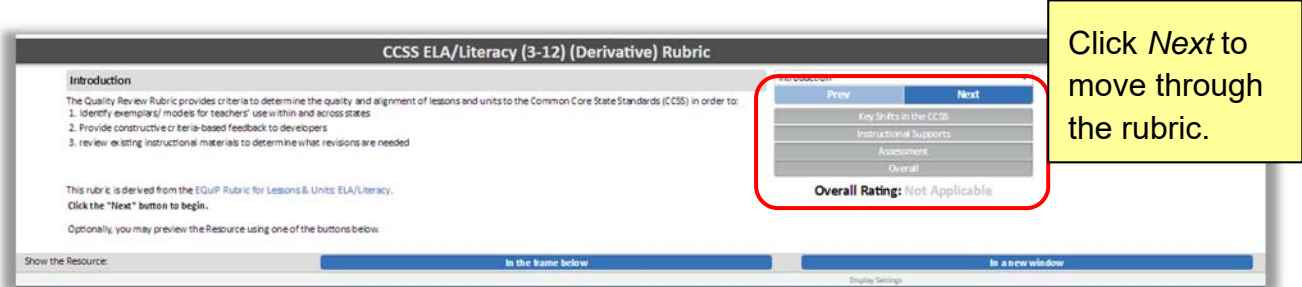 CCSS ELA/Literacy (3-12) (Derivative) Rubric
Introduction
The Quality Review Rubric provides criteria to determine the quality and alignment of lessons and units to the Common Core State Standards (CCSS) in order to:
1. Identify exemplars/ models for teachers' use within and across states
2. Provide constructive criteria-based feedback to developers
3. review existing instructional materials to determine what revisions are needed
This rubric is derived from the EQuIP Rubric for Lessons & Units: ELA/Literacy.
Click the "Next" button to begin.
Optionally, you may preview the Resource using one of the buttons below.
Introduction
Prev Next
Key Shifts in the CCSS
Instructional Supports
Assessment
Overall
Overall Rating: Not Applicable
Click Next to
move through
the rubric.
Show the Resource: In the frame below In a new window
Display Settings